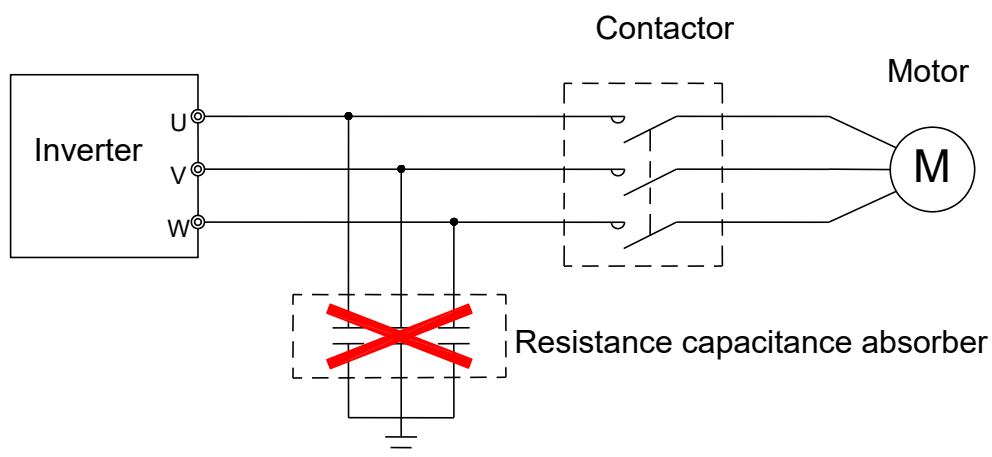 Contactor
Motor
Inverter
U
V
W
M
Resistance capacitance absorber